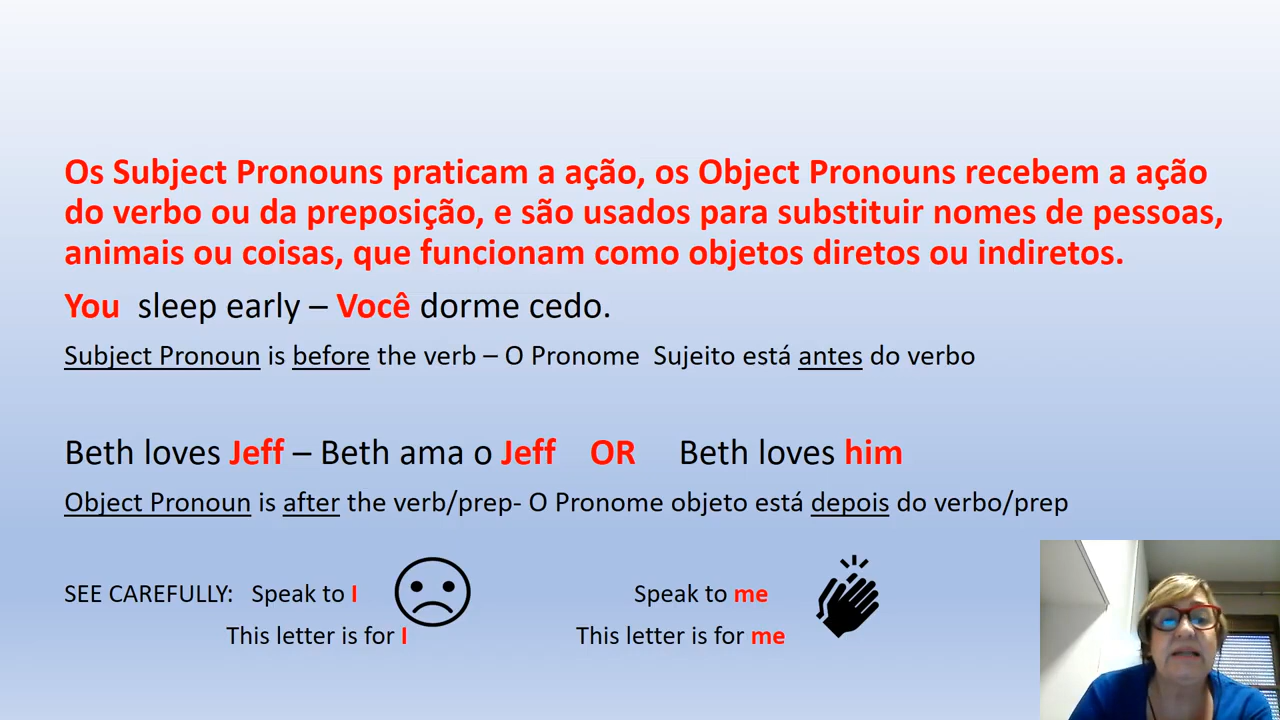 Os Subject Pronouns praticam a ação, os Object Pronouns recebem a ação
do verbo ou da preposição, e são usados para substituir nomes de pessoas,
animais ou coisas, que funcionam como objetos diretos ou indiretos.
You sleep early – Você dorme cedo.
Subject Pronoun is before the verb – O Pronome Sujeito está antes do verbo
Beth loves Jeff – Beth ama o Jeff OR Beth loves him
Object Pronoun is after the verb/prep- O Pronome objeto está depois do verbo/prep
SEE CAREFULLY: Speak to I Speak to me
This letter is for I This letter is for me